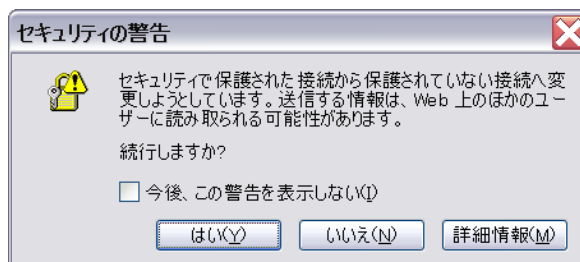 セキュリティの警告
セキュリティで保護された接続から保護されていない接続へ変
更しようとしています。送信する情報は、Web 上のほかのユー
ザーに読み取られる可能性があります。
続行しますか?
今後、この警告を表示しない(I)
はい(Y)
いいえ(N)
詳細情報(M)